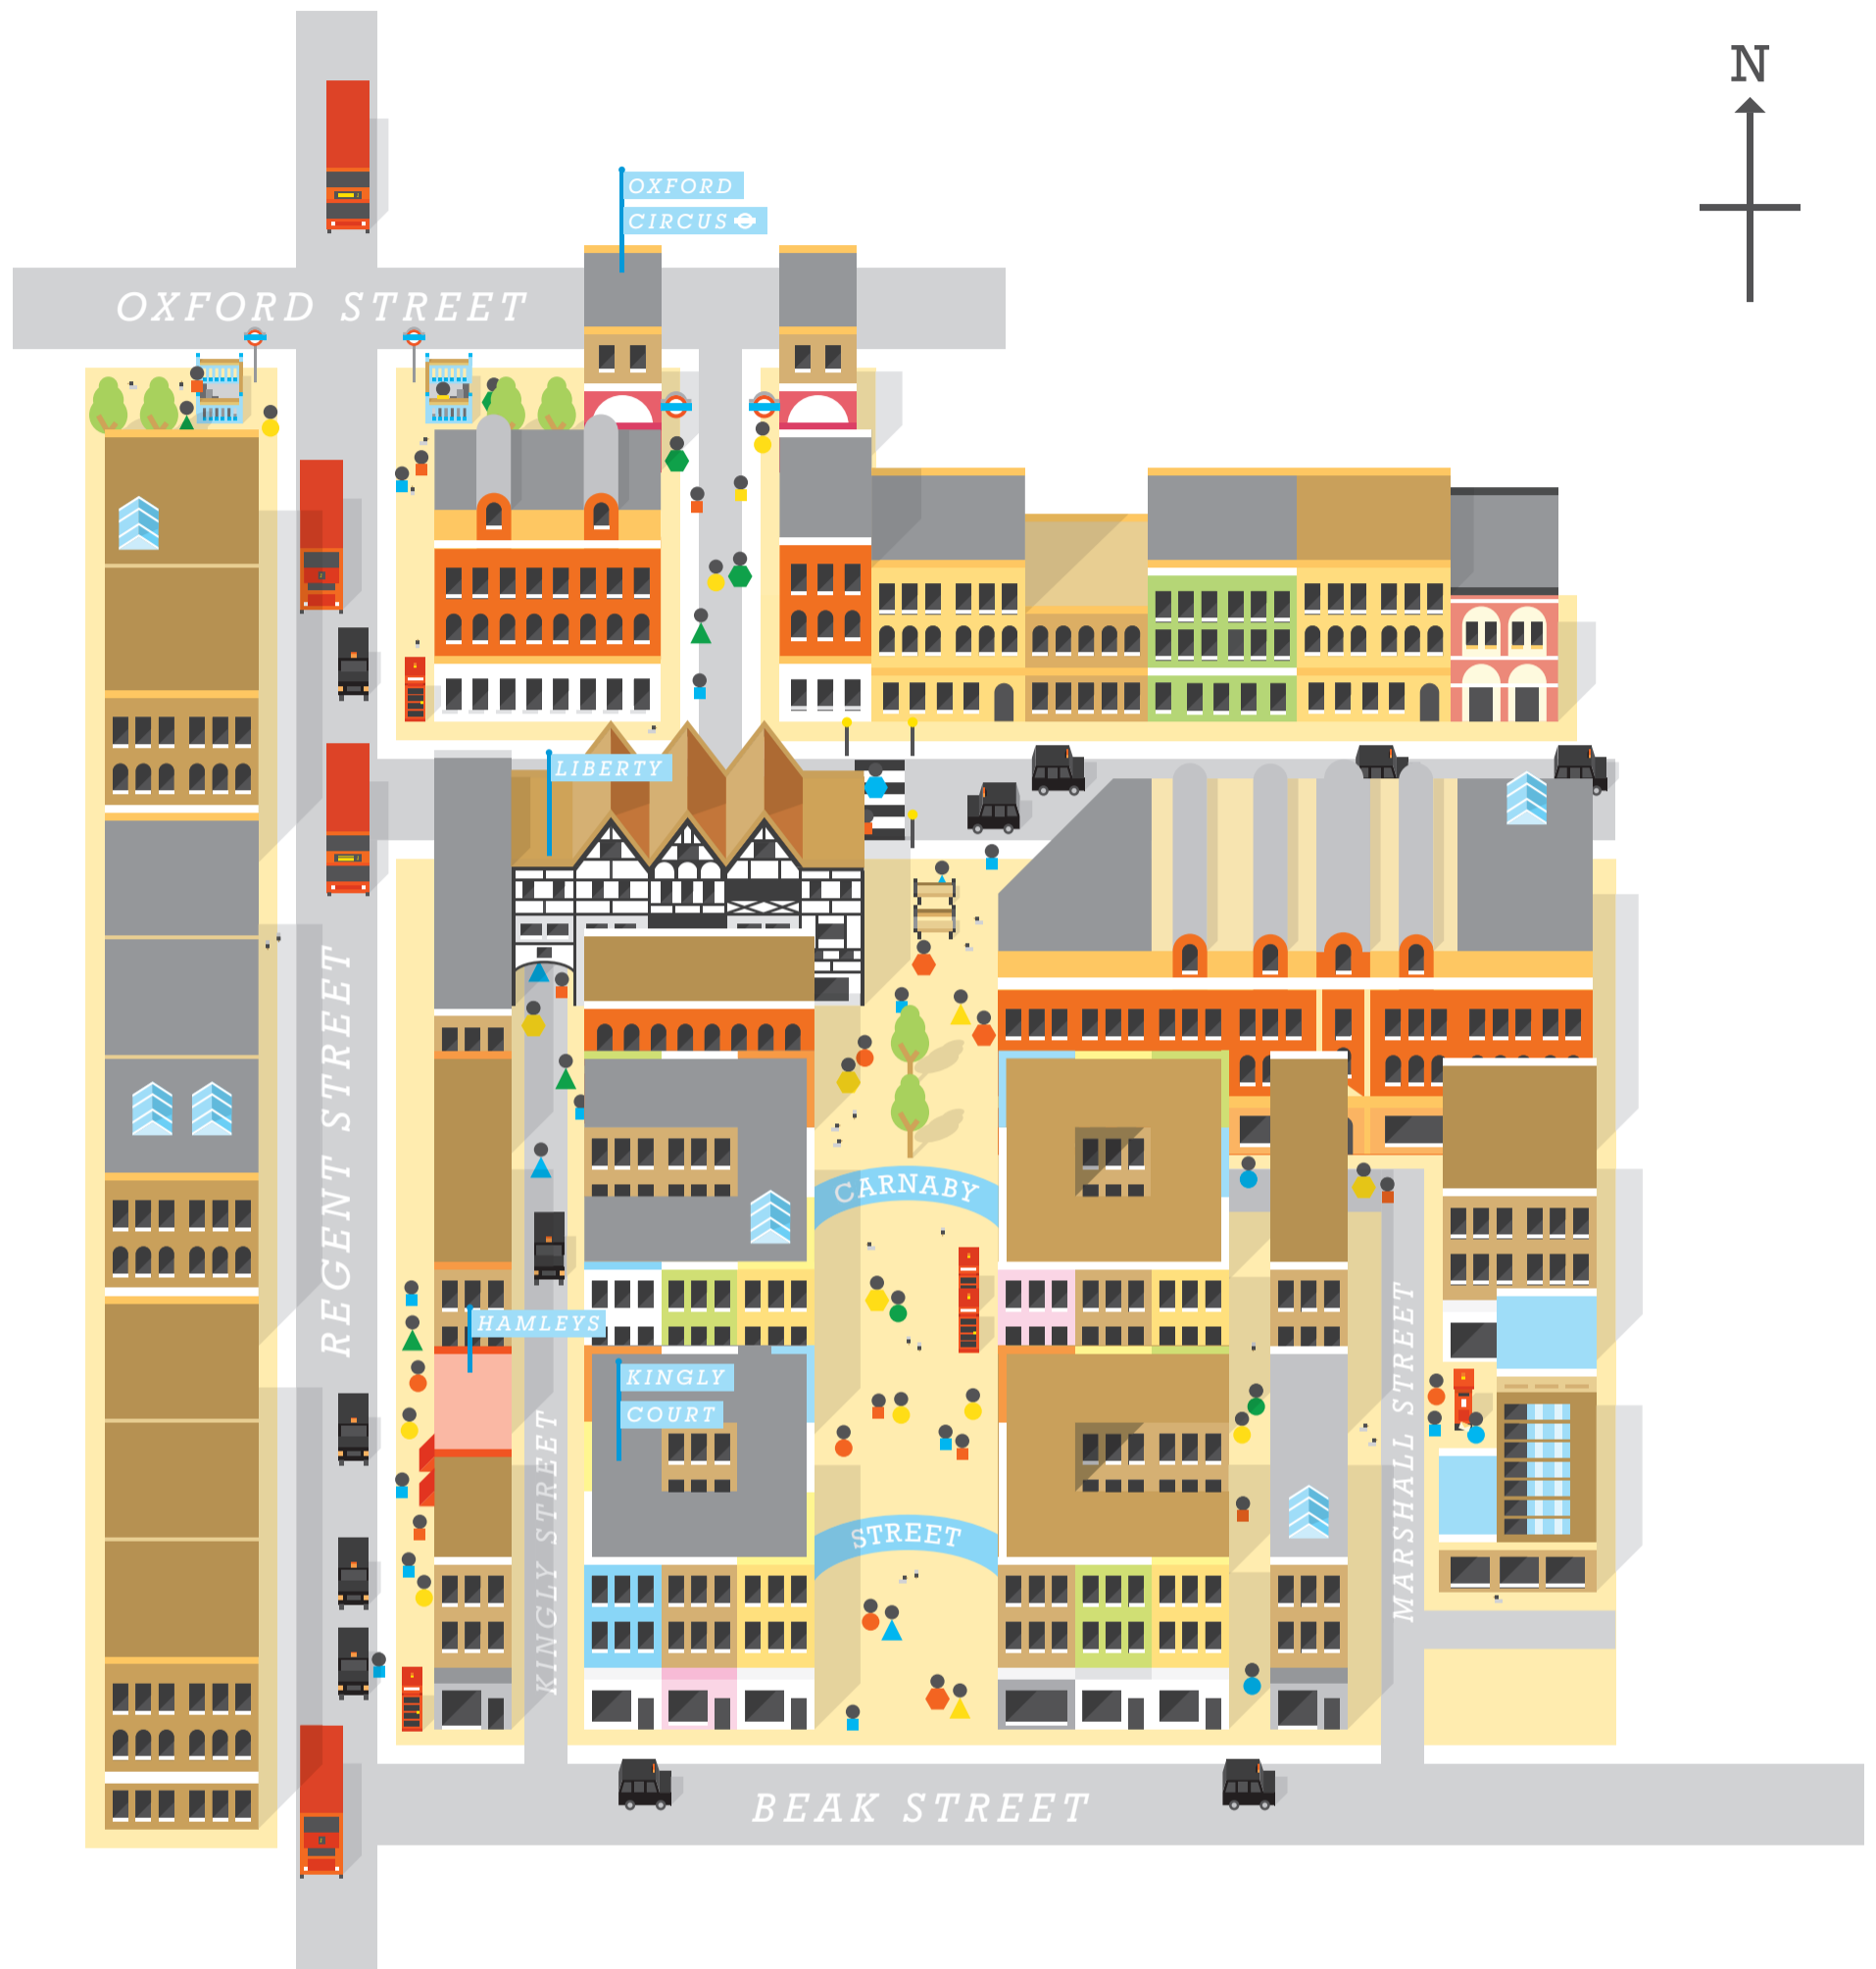 N
OXFORD
CIRCUS
OXFORD STREET
LIBERTY
REGENT STREET
CARNABY
HAMLEYS
KINGLY
COURT
KINGLY STREET
MARSHALL STREET
STREET
BEAK STREET